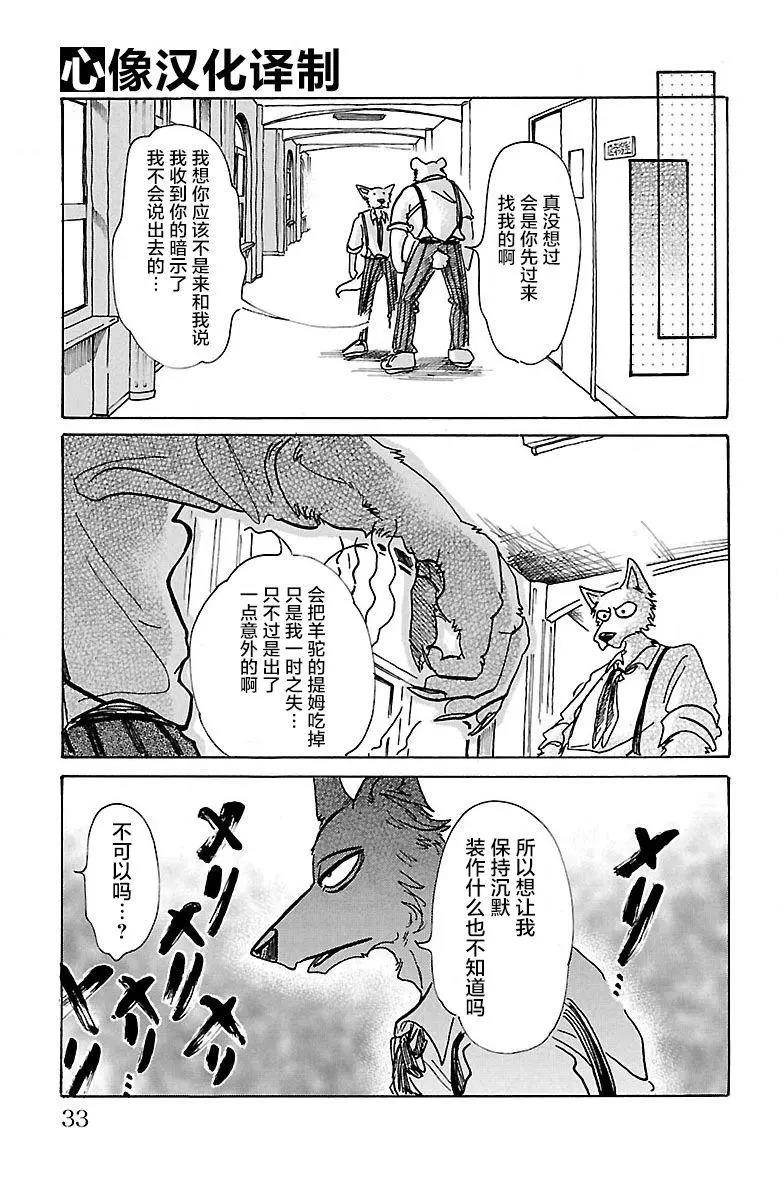 心像汉化译制
真没想过
会是你先过来
找我的啊
我想你应该不是来和我说
我收到你的暗示了
我不会说出去的…
会把羊驼的提姆吃掉
只是我一时之失…
只不过是出了
一点意外的啊
所以想让我
保持沉默
装作什么也不知道吗
メリ
メリ
不可以吗…?
メリ
メリ
メリ
メリ
33